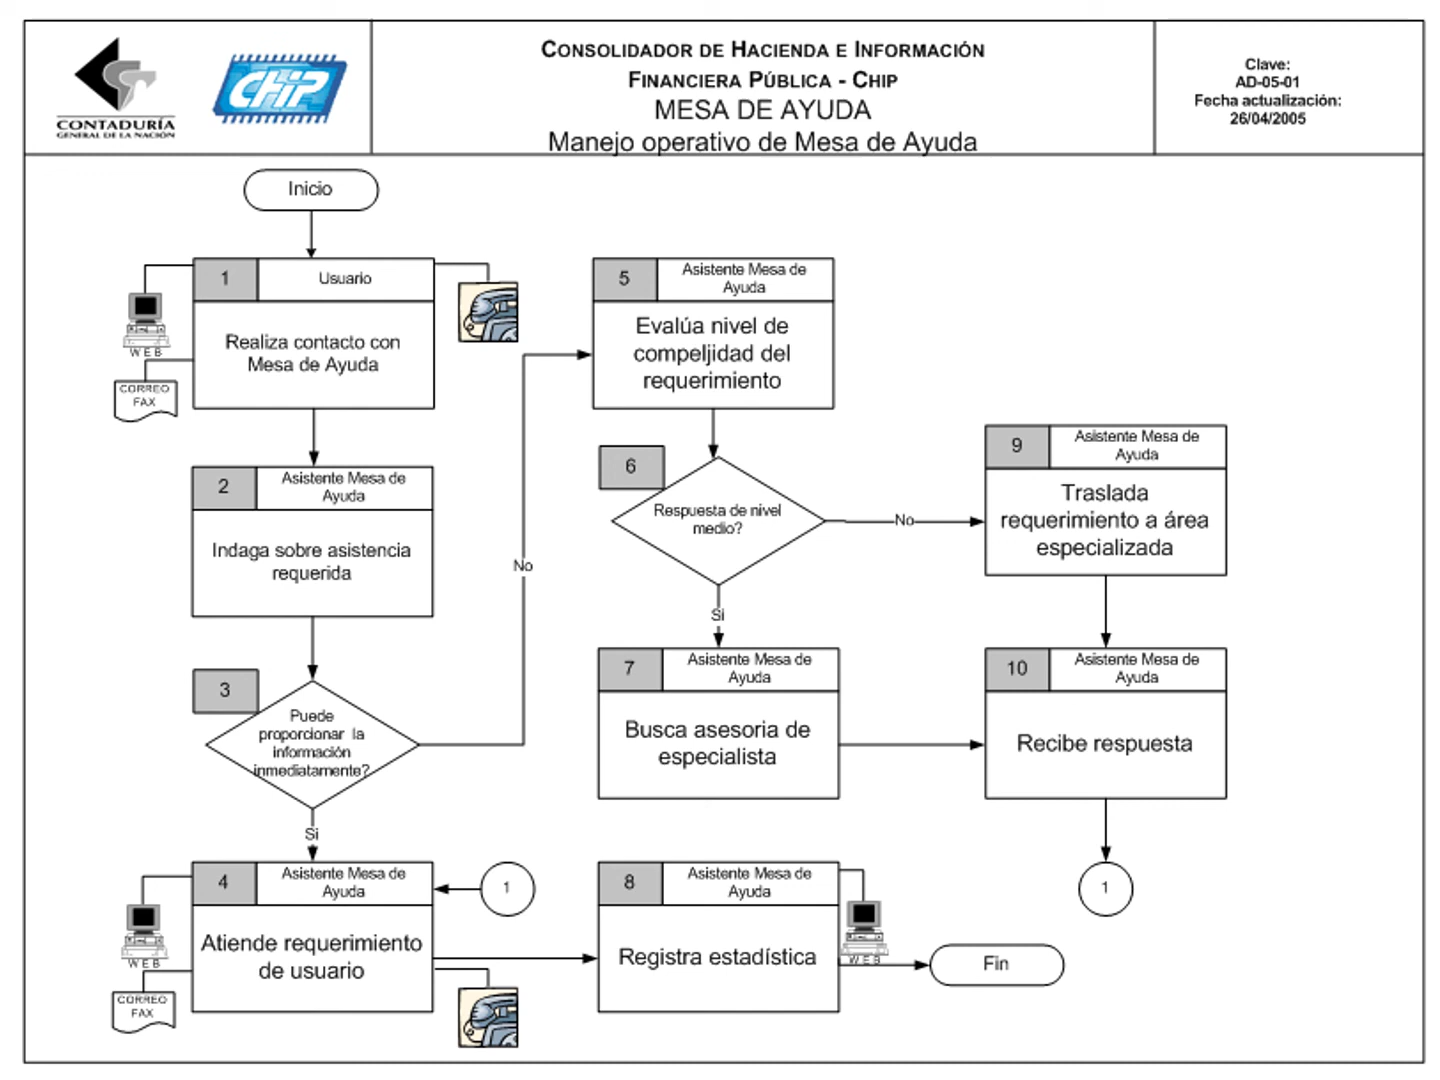 CONTADURÍA
GENERAL DE LA NACIÓN
CHIP
CONSOLIDADOR DE HACIENDA E INFORMACIÓN
FINANCIERA PÚBLICA - CHIP
MESA DE AYUDA
Manejo operativo de Mesa de Ayuda
Clave:
AD-05-01
Fecha actualización:
26/04/2005
Inicio
1
Usuario
Realiza contacto con
Mesa de Ayuda
WEB
CORREO
FAX
2
Asistente Mesa de
Ayuda
Indaga sobre asistencia
requerida
3
Puede
proporcionar la
información
inmediatamente?
No
Si
4
Asistente Mesa de
Ayuda
Atiende requerimiento
de usuario
WEB
CORREO
FAX
1
5
Asistente Mesa de
Ayuda
Evalúa nivel de
compeljidad del
requerimiento
6
Respuesta de nivel
medio?
No
Si
7
Asistente Mesa de
Ayuda
Busca asesoria de
especialista
8
Asistente Mesa de
Ayuda
Registra estadística
WEB
Fin
9
Asistente Mesa de
Ayuda
Traslada
requerimiento a área
especializada
10
Asistente Mesa de
Ayuda
Recibe respuesta
1